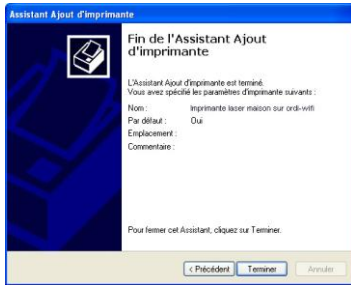 Assistant Ajout d'imprimante
Fin de l'Assistant Ajout
d'imprimante
L'Assistant Ajout d'imprimante est terminé.
Vous avez spécifié les paramètres d'imprimante suivants :
Nom : Imprimante laser maison sur ordi-wifi
Par défaut : Oui
Emplacement :
Commentaire :
Pour fermer cet Assistant, cliquez sur Terminer.
< Précédent Terminer Annuler